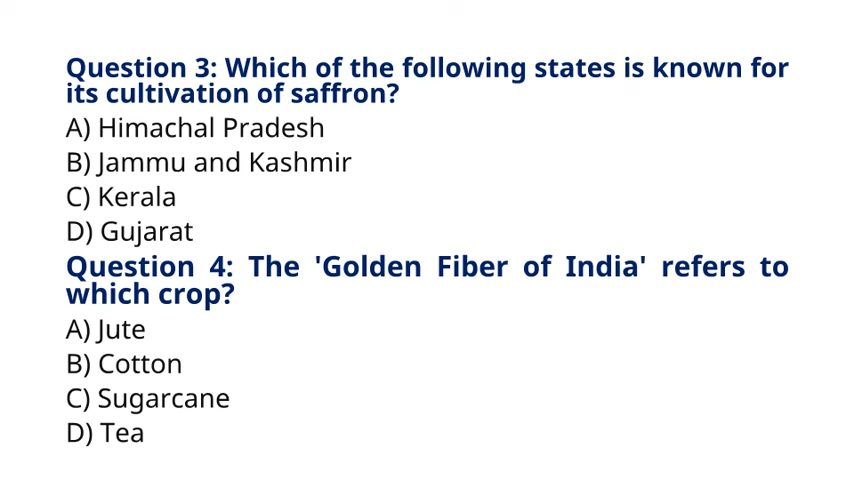 Question 3: Which of the following states is known for
its cultivation of saffron?
A) Himachal Pradesh
B) Jammu and Kashmir
C) Kerala
D) Gujarat
Question 4: The 'Golden Fiber of India' refers to
which crop?
A) Jute
B) Cotton
C) Sugarcane
D) Tea